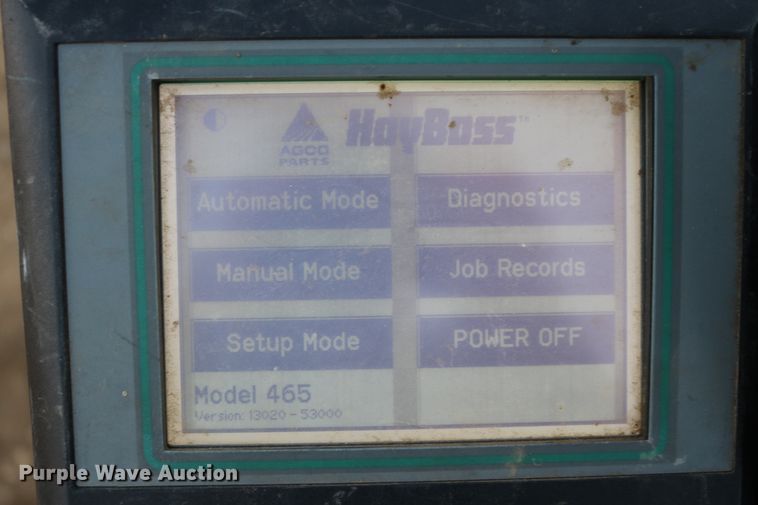 AGCO
PARTS
HayBoss™
Automatic Mode
Diagnostics
Manual Mode
Job Records
Setup Mode
POWER OFF
Model 465
Version: 13020-53000
Purple Wave Auction